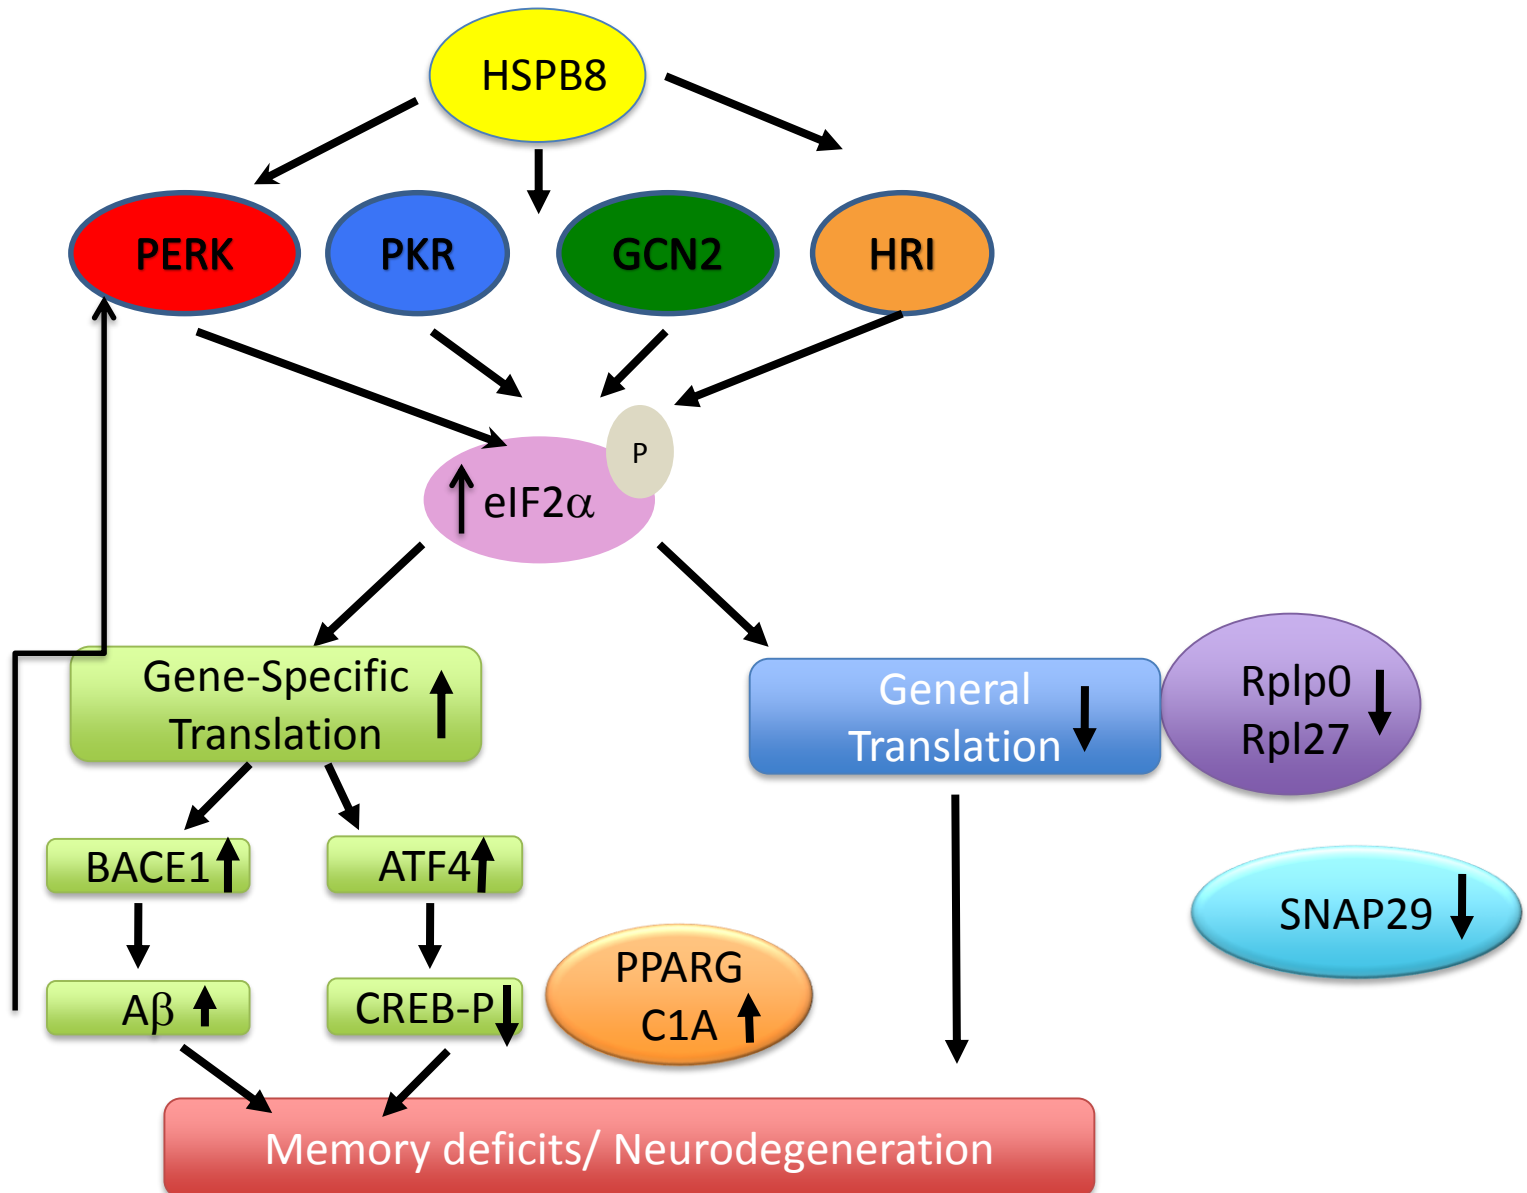 HSPB8
PERK
PKR
GCN2
HRI
P
eIF2α
Gene-Specific
Translation
General
Translation
Rplp0
Rpl27
BACE1
ATF4
SNAP29
Aβ
CREB-P
PPARG
C1A
Memory deficits/ Neurodegeneration